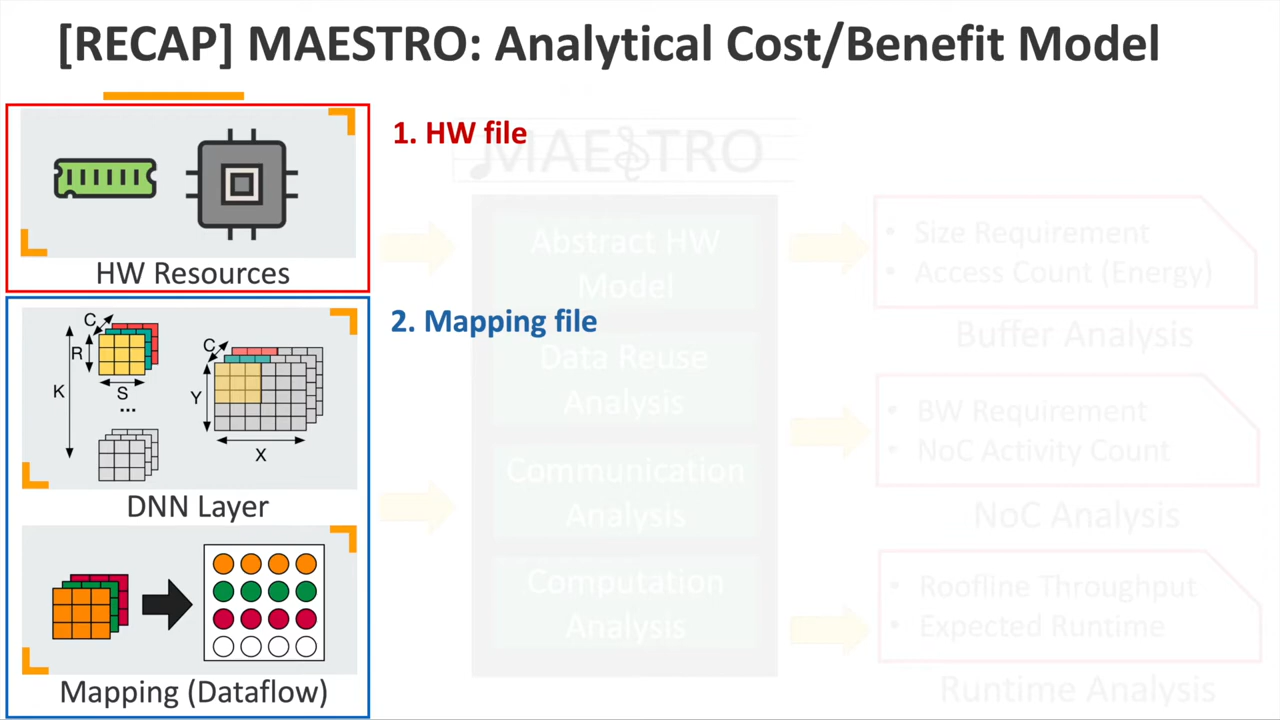 [RECAP] MAESTRO: Analytical Cost/Benefit Model
HW Resources
1. HW file
2. Mapping file
C
R
K
S
...
C
Y
X
DNN Layer
Mapping (Dataflow)
MAESTRO
Abstract HW
Model
Data Reuse
Analysis
Communication
Analysis
Computation
Analysis
• Size Requirement
• Access Count (Energy)
Buffer Analysis
• BW Requirement
• NoC Activity Count
NoC Analysis
• Roofline Throughput
• Expected Runtime
Runtime Analysis